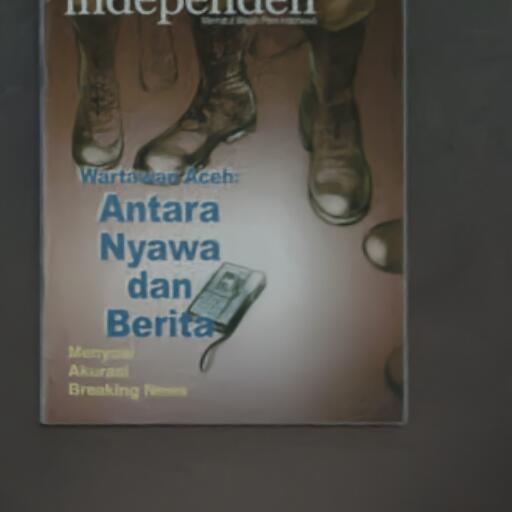 independen
Wartawan Aceh:
Antara
Nyawa
dan
Berita
Menyoal
Akurasi
Breaking News